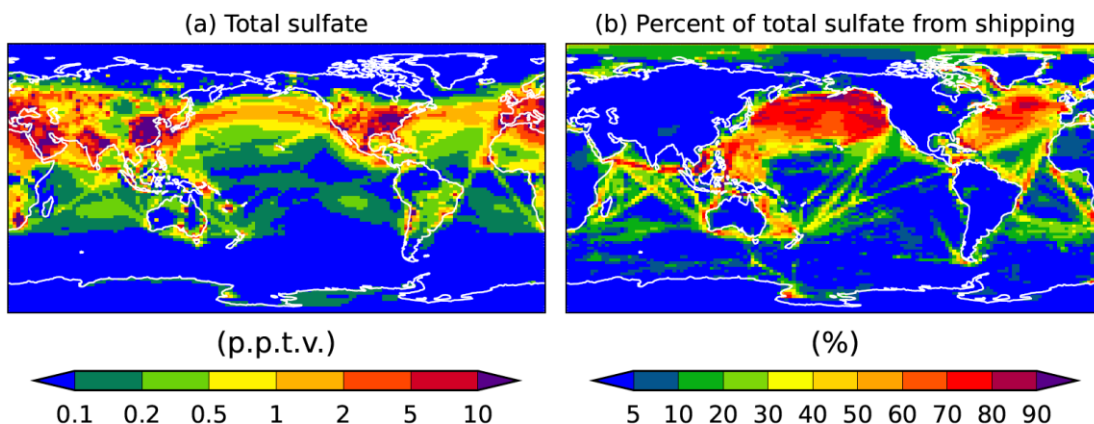 (a) Total sulfate
(b) Percent of total sulfate from shipping
(p.p.t.v.)
0.1 0.2 0.5 1 2 5 10
(%)
5 10 20 30 40 50 60 70 80 90